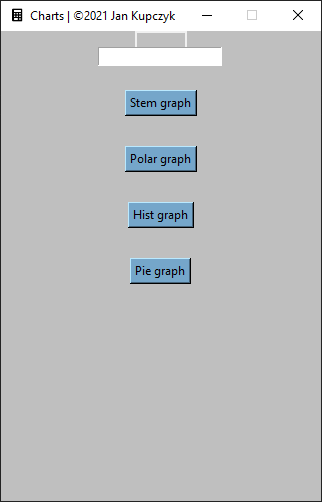 Charts | ©2021 Jan Kupczyk
Stem graph
Polar graph
Hist graph
Pie graph